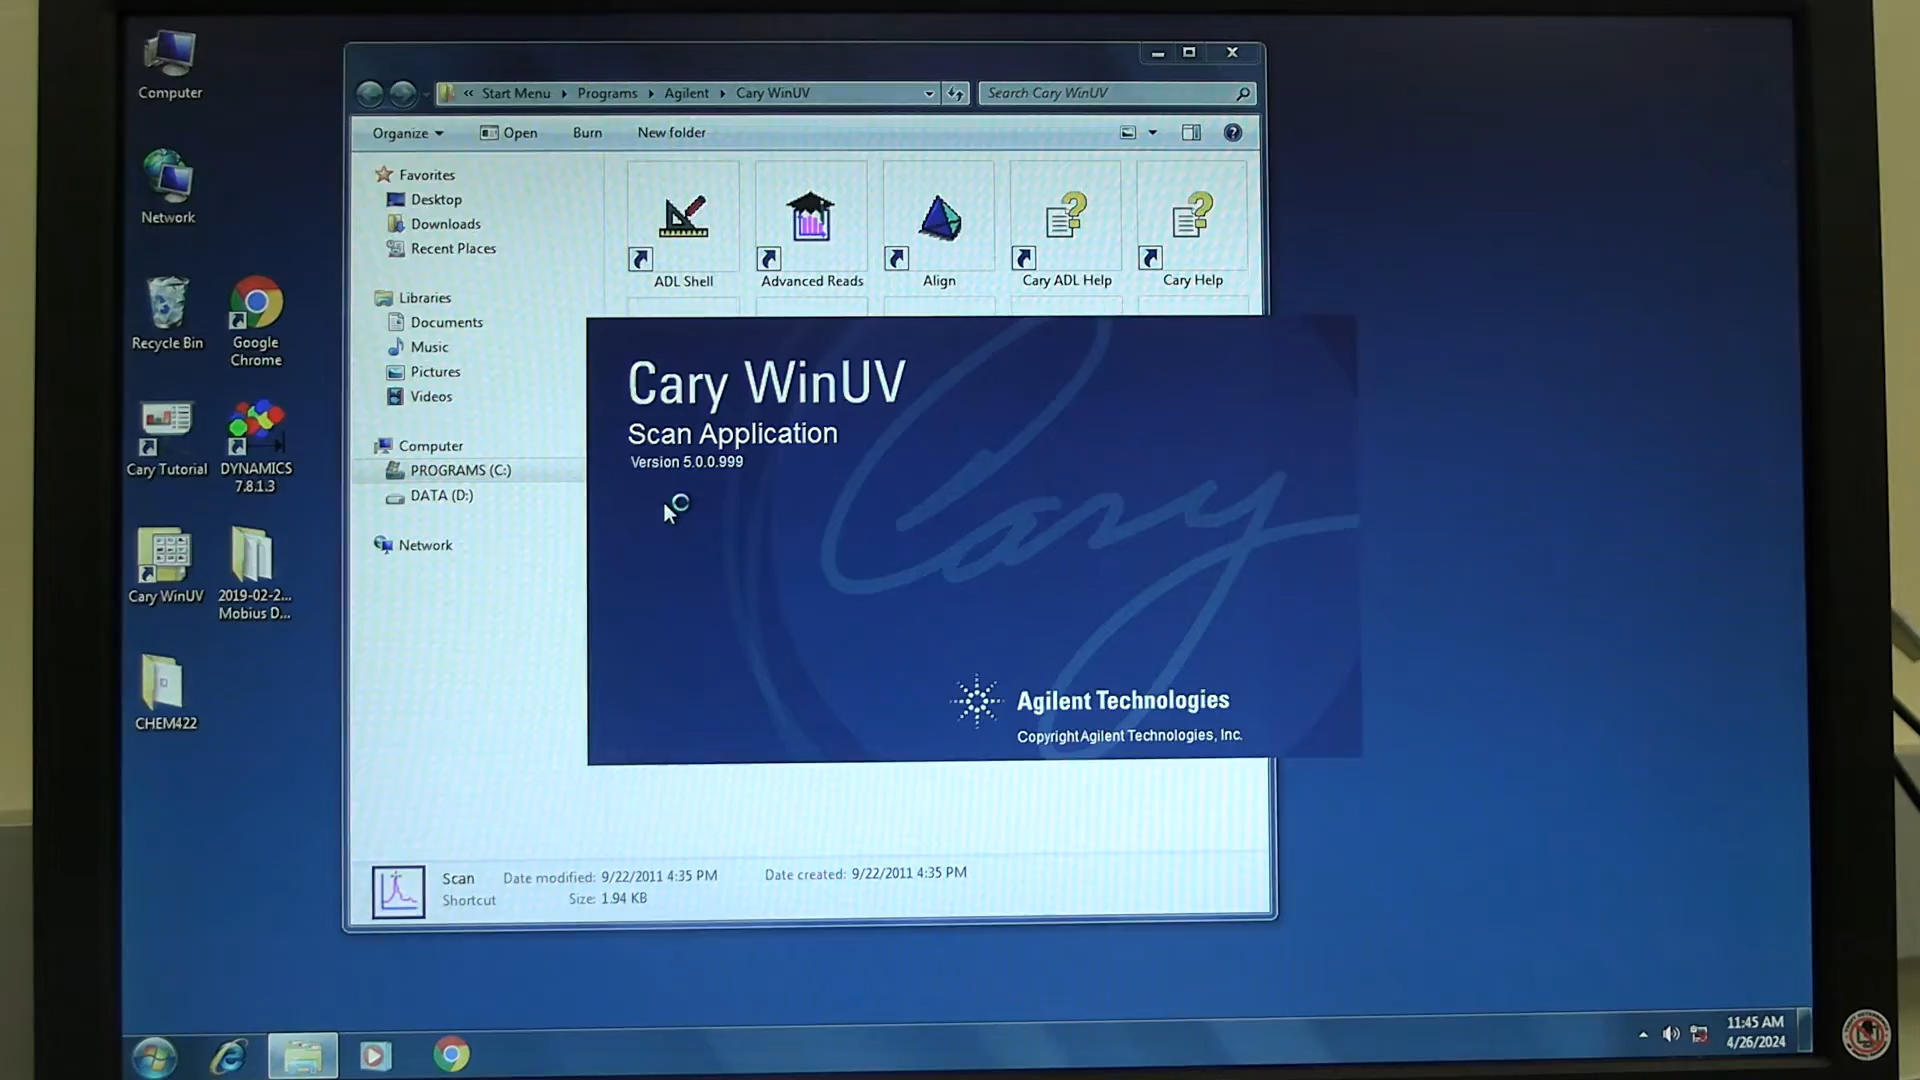 Computer
Network
Recycle Bin
Google Chrome
Cary Tutorial
DYNAMICS 7.8.1.3
Cary WinUV
2019-02-2... Mobius D...
CHEM422
« Start Menu Programs Agilent Cary WinUV
Search Cary WinUV
Organize Open Burn New folder
Favorites
Desktop
Downloads
Recent Places
Libraries
Documents
Music
Pictures
Videos
Computer
PROGRAMS (C:)
DATA (D:)
Network
ADL Shell
Advanced Reads
Align
Cary ADL Help
Cary Help
Cary WinUV
Scan Application
Version 5.0.0.999
Cary
Agilent Technologies
Copyright Agilent Technologies, Inc.
Scan Date modified: 9/22/2011 4:35 PM Date created: 9/22/2011 4:35 PM
Shortcut Size: 1.94 KB
11:45 AM
4/26/2024